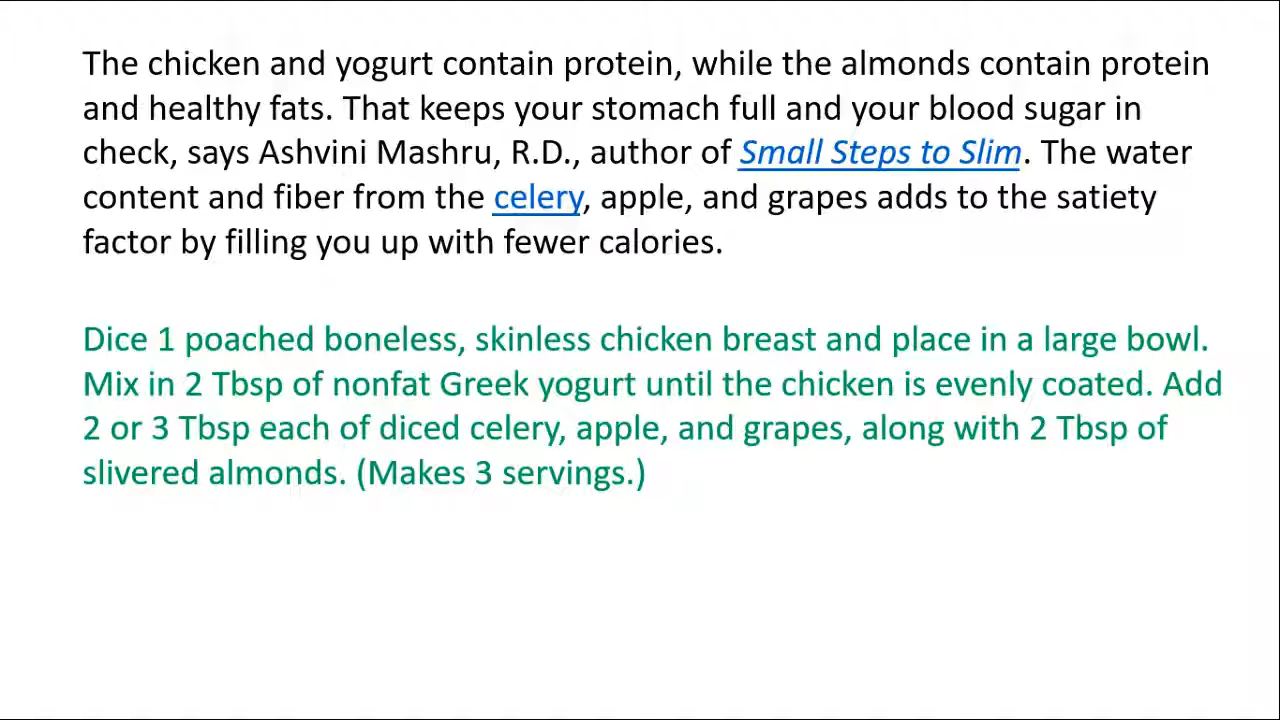 The chicken and yogurt contain protein, while the almonds contain protein
and healthy fats. That keeps your stomach full and your blood sugar in
check, says Ashvini Mashru, R.D., author of Small Steps to Slim. The water
content and fiber from the celery, apple, and grapes adds to the satiety
factor by filling you up with fewer calories.
Dice 1 poached boneless, skinless chicken breast and place in a large bowl.
Mix in 2 Tbsp of nonfat Greek yogurt until the chicken is evenly coated. Add
2 or 3 Tbsp each of diced celery, apple, and grapes, along with 2 Tbsp of
slivered almonds. (Makes 3 servings.)